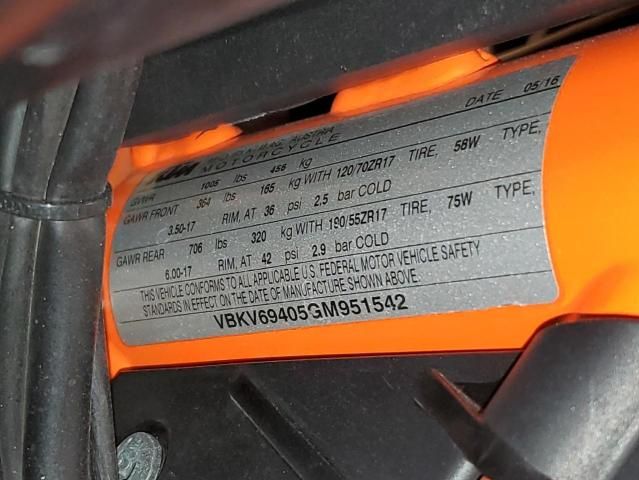 KTM
AUSTRIA
MOTORCYCLE DATE 05/16
GVWR 1005 lbs 456 kg
GAWR FRONT 364 lbs 165 kg WITH 120/70ZR17 TIRE, 58W TYPE,
3.50-17 RIM, AT 36 psi 2.5 bar COLD
GAWR REAR 706 lbs 320 kg WITH 190/55ZR17 TIRE, 75W TYPE,
6.00-17 RIM, AT 42 psi 2.9 bar COLD
THIS VEHICLE CONFORMS TO ALL APPLICABLE U.S. FEDERAL MOTOR VEHICLE SAFETY
STANDARDS IN EFFECT ON THE DATE OF MANUFACTURE SHOWN ABOVE.
VBKV69405GM951542